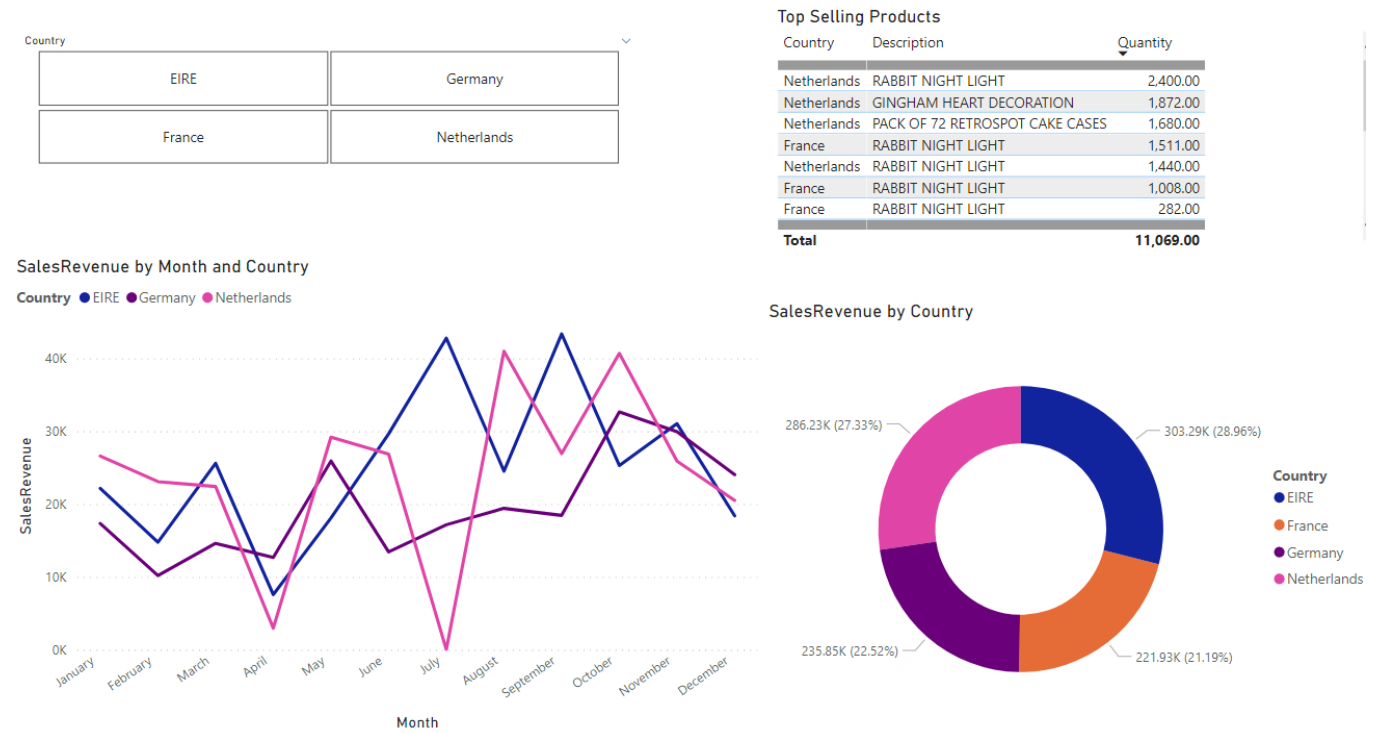 Country
EIRE
Germany
France
Netherlands
Top Selling Products
Country Description Quantity
Netherlands RABBIT NIGHT LIGHT 2,400.00
Netherlands GINGHAM HEART DECORATION 1,872.00
Netherlands PACK OF 72 RETROSPOT CAKE CASES 1,680.00
France RABBIT NIGHT LIGHT 1,511.00
Netherlands RABBIT NIGHT LIGHT 1,440.00
France RABBIT NIGHT LIGHT 1,008.00
France RABBIT NIGHT LIGHT 282.00
Total 11,069.00
SalesRevenue by Month and Country
Country EIRE Germany Netherlands
SalesRevenue
40K
30K
20K
10K
0K
January February March April May June July August September October November December
Month
SalesRevenue by Country
286.23K (27.33%)
303.29K (28.96%)
235.85K (22.52%)
221.93K (21.19%)
Country
EIRE
France
Germany
Netherlands